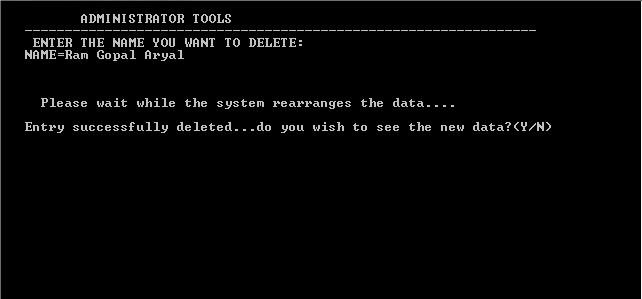 ADMINISTRATOR TOOLS
----------------------------------------------------------------
ENTER THE NAME YOU WANT TO DELETE:
NAME=Ram Gopal Aryal
Please wait while the system rearranges the data....
Entry successfully deleted...do you wish to see the new data?(Y/N)